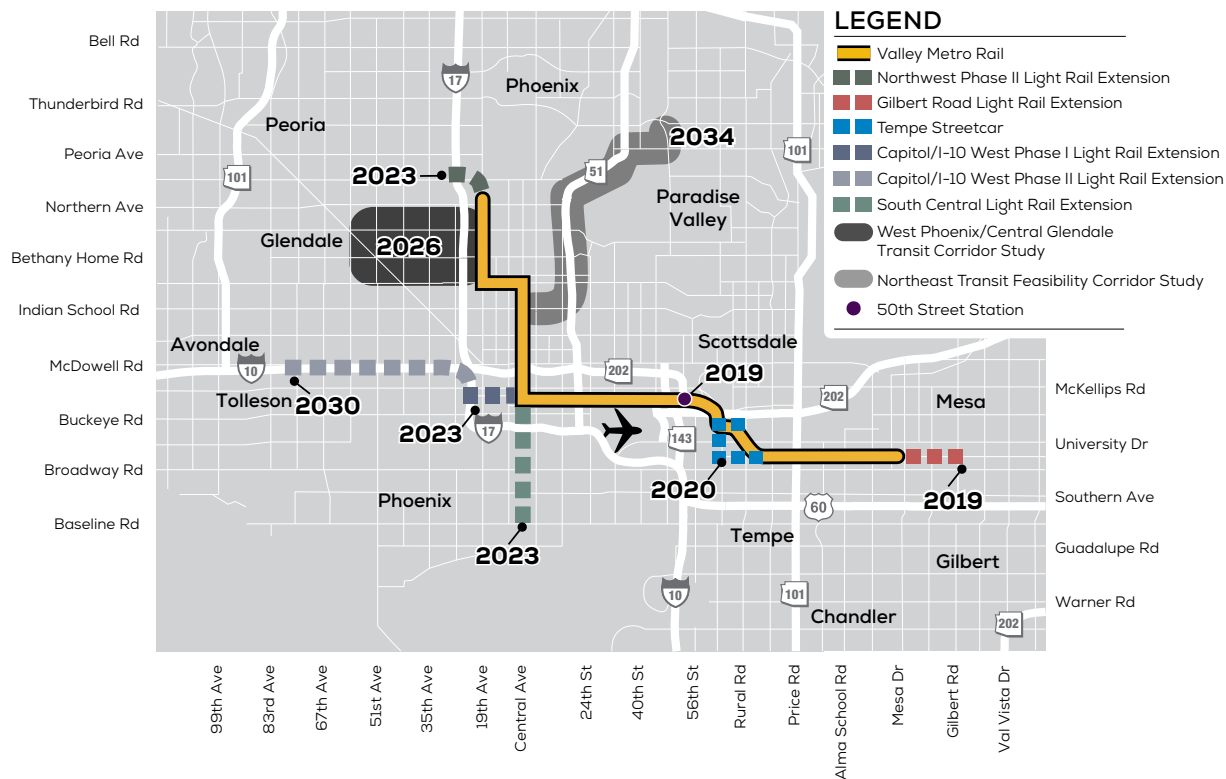 LEGEND
Valley Metro Rail
Northwest Phase II Light Rail Extension
Gilbert Road Light Rail Extension
Tempe Streetcar
Capitol/I-10 West Phase I Light Rail Extension
Capitol/I-10 West Phase II Light Rail Extension
South Central Light Rail Extension
West Phoenix/Central Glendale
Transit Corridor Study
Northeast Transit Feasibility Corridor Study
50th Street Station
Bell Rd
Thunderbird Rd
Peoria Ave
Northern Ave
Bethany Home Rd
Indian School Rd
McDowell Rd
Buckeye Rd
Broadway Rd
Baseline Rd
17
Phoenix
Peoria
2034
101
51
101
2023
Paradise
Valley
Glendale
2026
Avondale
Scottsdale
10
202
2019
Tolleson
2030
202
Mesa
2023
17
143
2020
2019
Phoenix
60
Tempe
2023
Gilbert
10
101
Chandler
202
McKellips Rd
University Dr
Southern Ave
Guadalupe Rd
Warner Rd
99th Ave
83rd Ave
67th Ave
51st Ave
35th Ave
19th Ave
Central Ave
24th St
40th St
56th St
Rural Rd
Price Rd
Alma School Rd
Mesa Dr
Gilbert Rd
Val Vista Dr